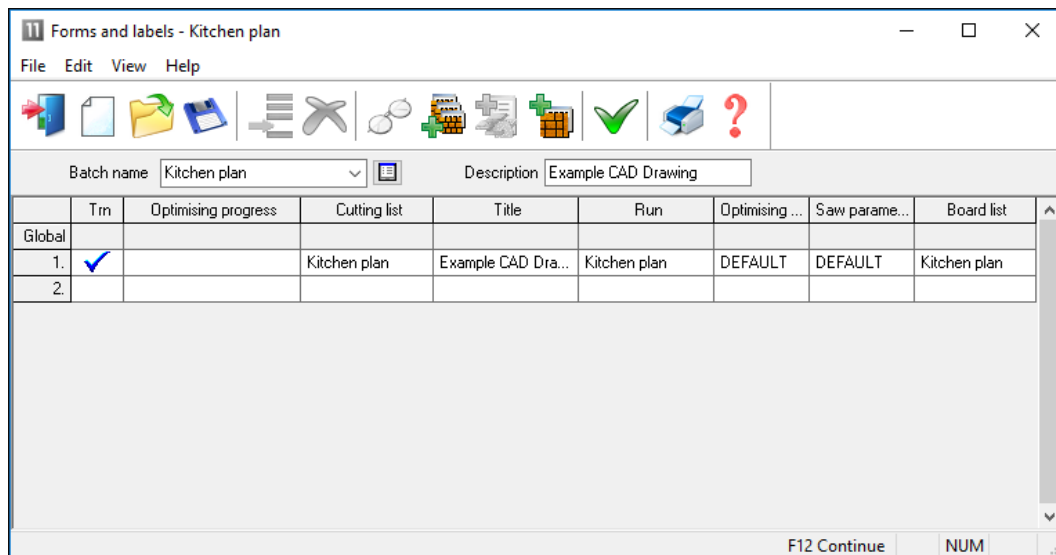 11 Forms and labels - Kitchen plan
File Edit View Help
?
Batch name Kitchen plan Description Example CAD Drawing
Trn Optimising progress Cutting list Title Run Optimising ... Saw parame... Board list
Global
1. Kitchen plan Example CAD Dra... Kitchen plan DEFAULT DEFAULT Kitchen plan
2.
F12 Continue NUM